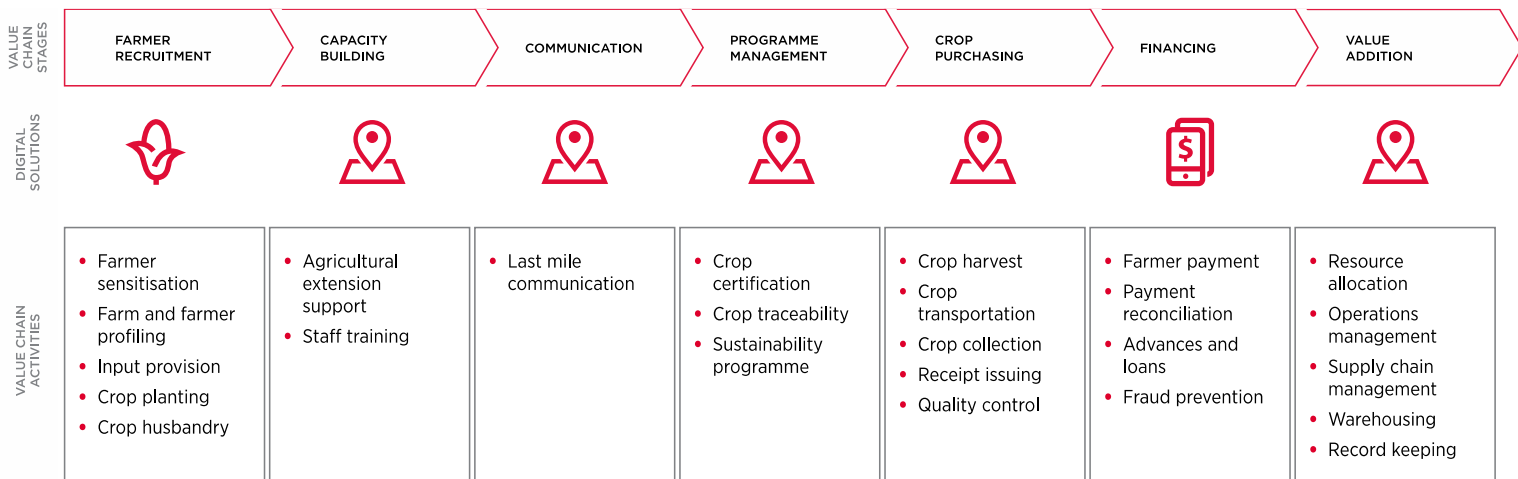 VALUE
CHAIN
STAGES
FARMER
RECRUITMENT
CAPACITY
BUILDING
COMMUNICATION
PROGRAMME
MANAGEMENT
CROP
PURCHASING
FINANCING
VALUE
ADDITION
DIGITAL
SOLUTIONS
$
VALUE CHAIN
ACTIVITIES
• Farmer
sensitisation
• Farm and farmer
profiling
• Input provision
• Crop planting
• Crop husbandry
• Agricultural
extension
support
• Staff training
• Last mile
communication
• Crop
certification
• Crop traceability
• Sustainability
programme
• Crop harvest
• Crop
transportation
• Crop collection
• Receipt issuing
• Quality control
• Farmer payment
• Payment
reconciliation
• Advances and
loans
• Fraud prevention
• Resource
allocation
• Operations
management
• Supply chain
management
• Warehousing
• Record keeping